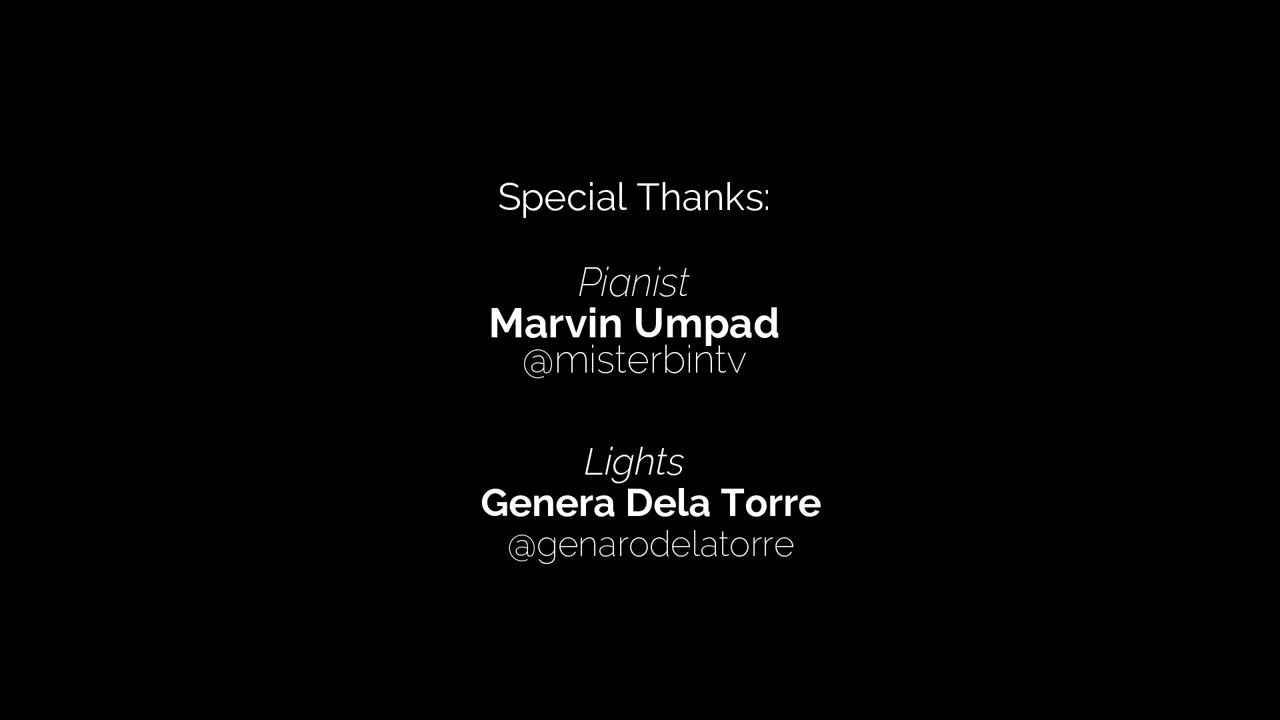 Special Thanks:
Pianist
Marvin Umpad
@misterbintv
Lights
Genera Dela Torre
@genarodelatorre